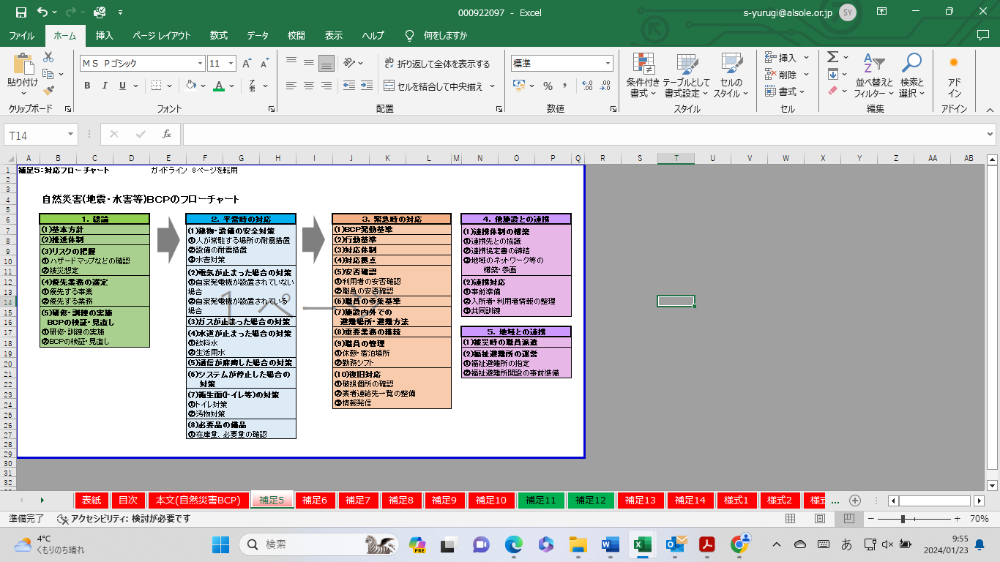 000922097 - Excel
s-yurugi@alsole.or.jp
SY
ファイル ホーム 挿入 ページ レイアウト 数式 データ 校閲 表示 ヘルプ 何をしますか
貼り付け
クリップボード
ＭＳ Ｐゴシック 11
B I U
フォント
折り返して全体を表示する
セルを結合して中央揃え
配置
標準
数値
条件付き書式
テーブルとして書式設定
セルのスタイル
スタイル
挿入
削除
書式
セル
並べ替えとフィルター
検索と選択
編集
アドイン
アドイン
T14
fx
A B C D E F G H I J K L M N O P Q R S T U V W X Y Z AA AB
補足5:対応フローチャート ガイドライン 8ページを転用
自然災害(地震・水害等)BCPのフローチャート
1. 総論
(1)基本方針
(2)推進体制
(3)リスクの把握
①ハザードマップなどの確認
②被災想定
(4)優先業務の選定
①優先する事業
②優先する業務
(5)研修・訓練の実施
BCPの検証・見直し
①研修・訓練の実施
②BCPの検証・見直し
2. 平常時の対応
(1)建物・設備の安全対策
①人が常駐する場所の耐震措置
②設備の耐震措置
③水害対策
(2)電気が止まった場合の対策
①自家発電機が設置されていない
場合
②自家発電機が設置されている
場合
(3)ガスが止まった場合の対策
(4)水道が止まった場合の対策
①飲料水
②生活用水
(5)通信が麻痺した場合の対策
(6)システムが停止した場合の
対策
(7)衛生面(トイレ等)の対策
①トイレ対策
②汚物対策
(8)必要品の備品
①在庫量、必要量の確認
3. 緊急時の対応
(1)BCP発動基準
(2)行動基準
(3)対応体制
(4)対応拠点
(5)安否確認
①利用者の安否確認
②職員の安否確認
(6)職員の参集基準
(7)施設内外での
避難場所・避難方法
(8)重要業務の継続
(9)職員の管理
①休憩・宿泊場所
②勤務シフト
(10)復旧対応
①破損個所の確認
②業者連絡先一覧の整備
③情報発信
4. 他施設との連携
(1)連携体制の構築
①連携先との協議
②連携協定書の締結
③地域のネットワーク等の
構築・参画
(2)連携対応
①事前準備
②入所者・利用者情報の整理
③共同訓練
5. 地域との連携
(1)被災時の職員派遣
(2)福祉避難所の運営
①福祉避難所の指定
②福祉避難所開設の事前準備
1 ページ
1
2
3
4
5
6
7
8
9
10
11
12
13
14
15
16
17
18
19
20
21
22
23
24
25
26
27
28
29
30
31
32
表紙 目次 本文(自然災害BCP) 補足5 補足6 補足7 補足8 補足9 補足10 補足11 補足12 補足13 補足14 様式1 様式2 様式 ...
準備完了 アクセシビリティ: 検討が必要です 70%
4°C
くもりのち晴れ
検索
PRE
あ
9:55
2024/01/23